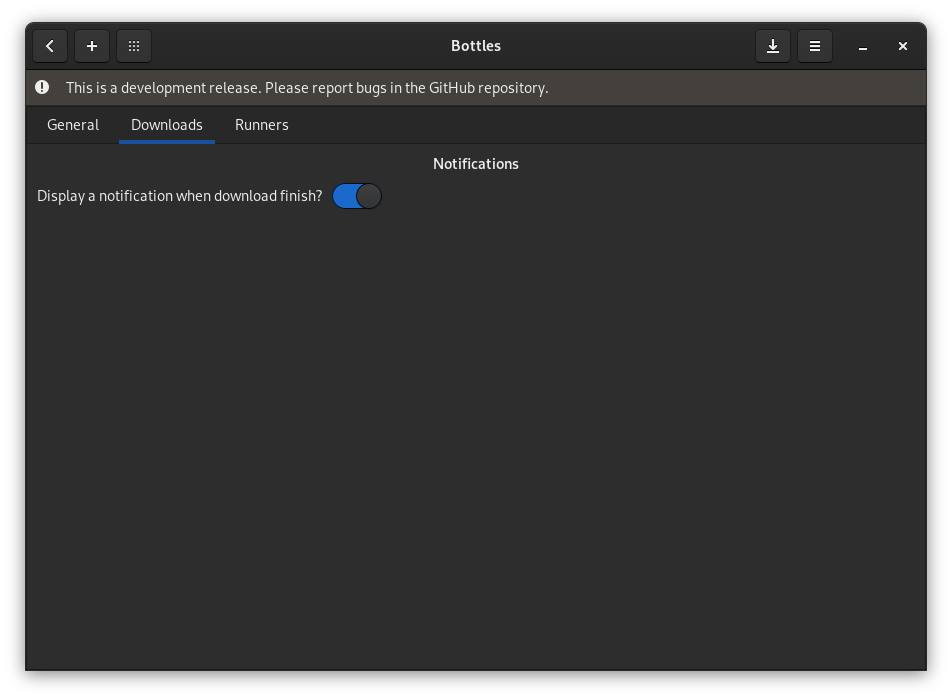 Bottles
This is a development release. Please report bugs in the GitHub repository.
General Downloads Runners
Notifications
Display a notification when download finish?